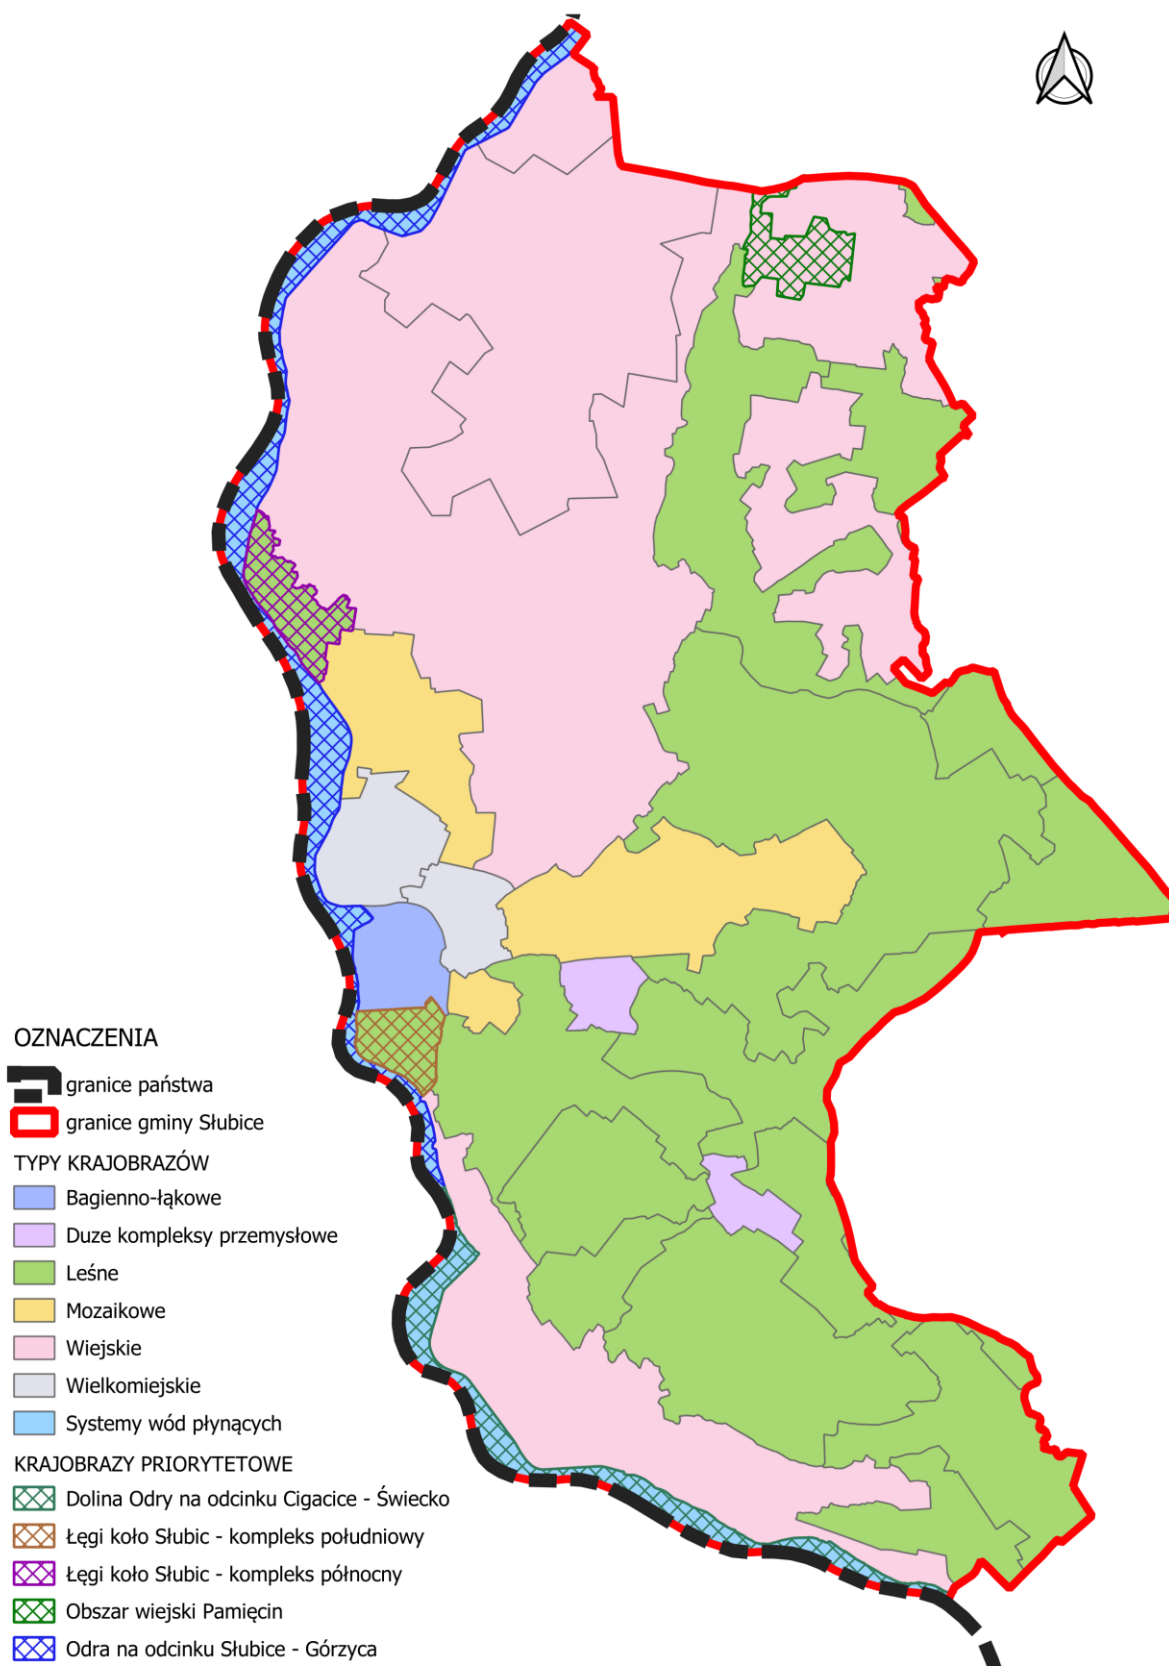 OZNACZENIA
granice państwa
granice gminy Słubice
TYPY KRAJOBRAZÓW
Bagienno-łąkowe
Duze kompleksy przemysłowe
Leśne
Mozaikowe
Wiejskie
Wielkomiejskie
Systemy wód płynących
KRAJOBRAZY PRIORYTETOWE
Dolina Odry na odcinku Cigacice - Świecko
Łęgi koło Słubic - kompleks południowy
Łęgi koło Słubic - kompleks północny
Obszar wiejski Pamięcin
Odra na odcinku Słubice - Górzyca